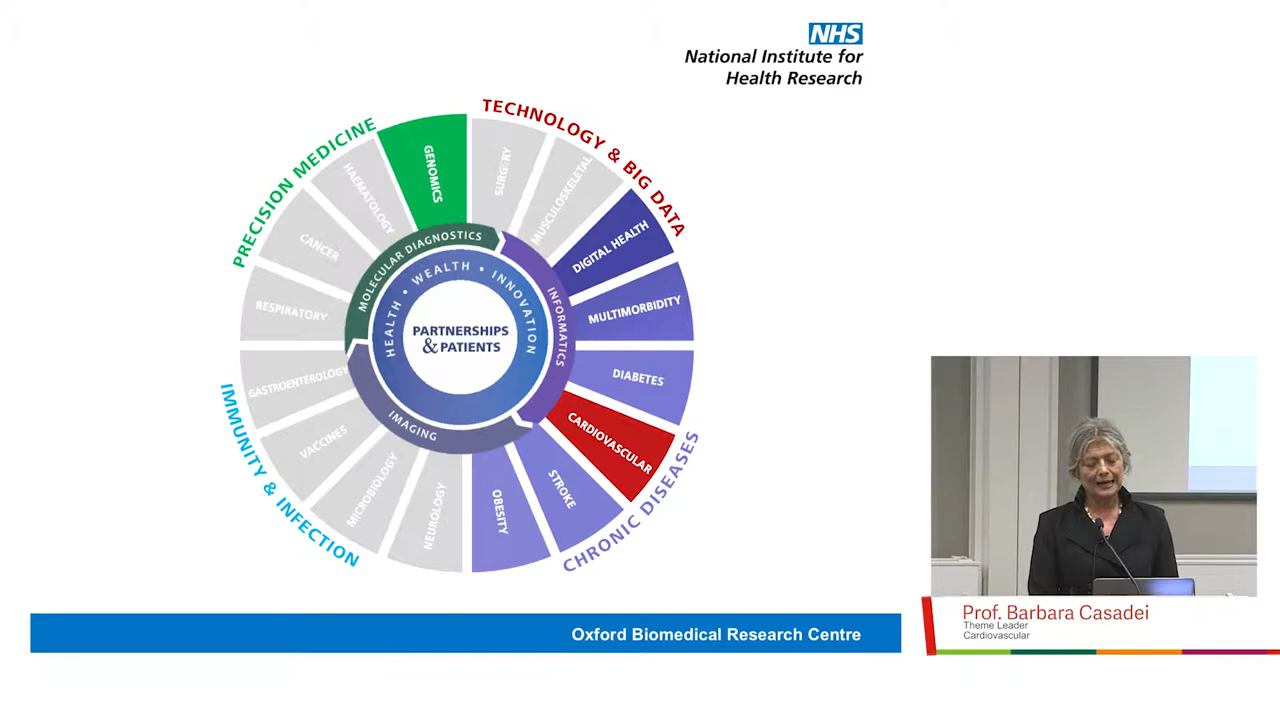 NHS
National Institute for
Health Research
PRECISION MEDICINE
TECHNOLOGY & BIG DATA
IMMUNITY & INFECTION
CHRONIC DISEASES
GENOMICS
SURGERY
MUSCULOSKELETAL
DIGITAL HEALTH
MULTIMORBIDITY
DIABETES
CARDIOVASCULAR
STROKE
OBESITY
NEUROLOGY
MICROBIOLOGY
VACCINES
GASTROENTEROLOGY
RESPIRATORY
CANCER
HAEMATOLOGY
MOLECULAR DIAGNOSTICS
INFORMATICS
IMAGING
HEALTH • WEALTH • INNOVATION
PARTNERSHIPS
& PATIENTS
Oxford Biomedical Research Centre
Prof. Barbara Casadei
Theme Leader
Cardiovascular